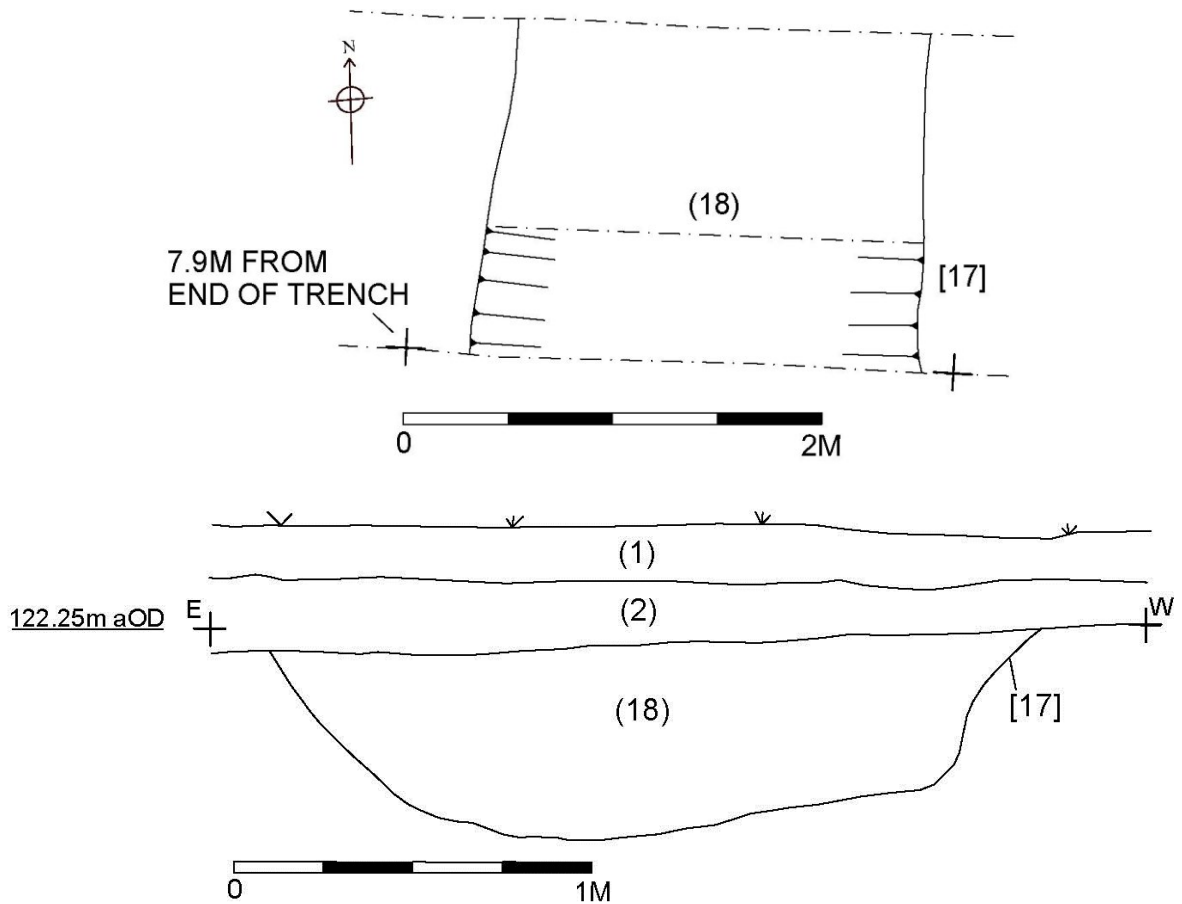 N
(18)
7.9M FROM
END OF TRENCH
[17]
0 2M
(1)
(2)
122.25m aOD E W
(18)
[17]
0 1M